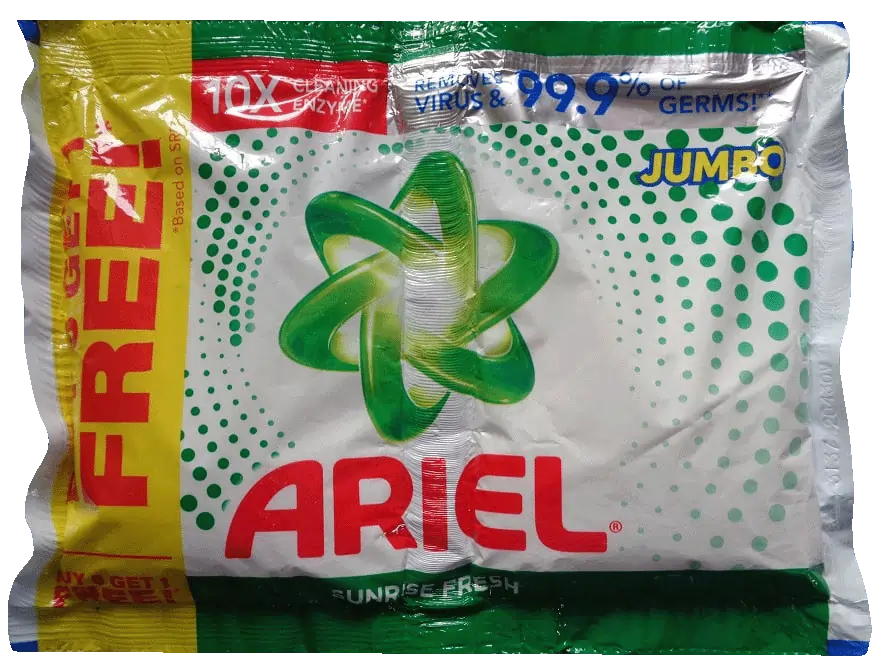 10X CLEANING
ENZYME*
REMOVES
VIRUS & 99.9% OF
GERMS!
JUMBO
FREE!
*Based on SR
ARIEL®
SUNRISE FRESH
GET 1
FREE!